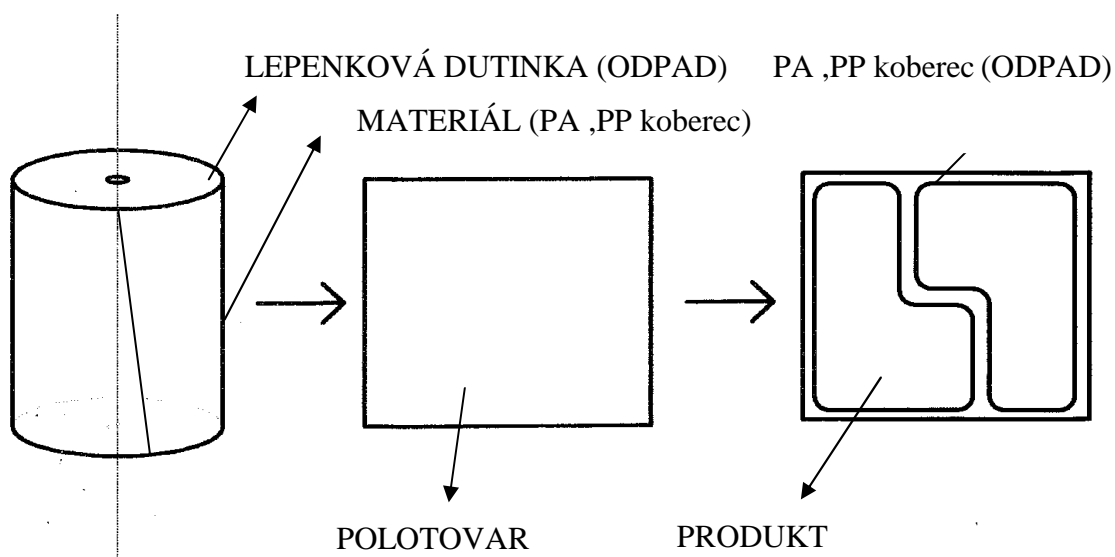 LEPENKOVÁ DUTINKA (ODPAD) PA ,PP koberec (ODPAD)
MATERIÁL (PA ,PP koberec)
POLOTOVAR PRODUKT